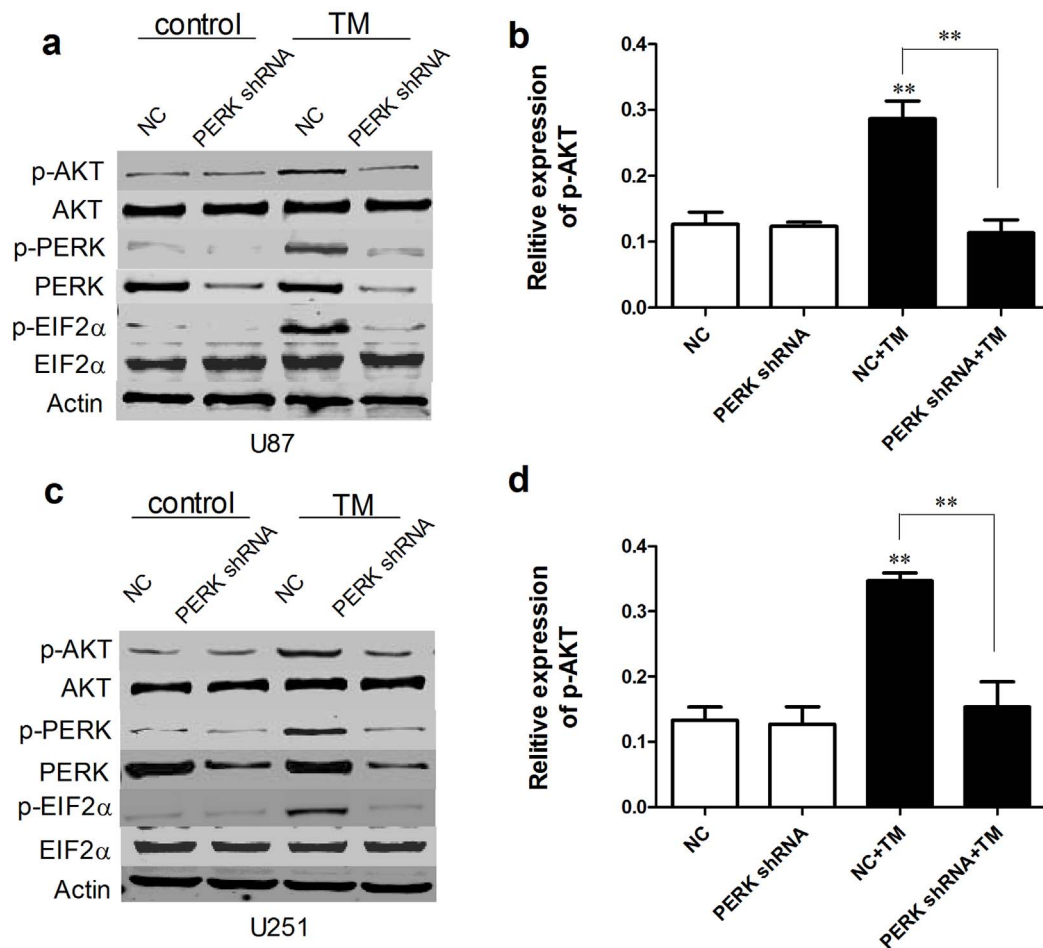 a
control TM
NC PERK shRNA NC PERK shRNA
p-AKT
AKT
p-PERK
PERK
p-EIF2α
EIF2α
Actin
U87
b
Relitive expression
of p-AKT
0.4
0.3
0.2
0.1
0.0
**
**
NC PERK shRNA NC+TM PERK shRNA+TM
c
control TM
NC PERK shRNA NC PERK shRNA
p-AKT
AKT
p-PERK
PERK
p-EIF2α
EIF2α
Actin
U251
d
Relitive expression
of p-AKT
0.4
0.3
0.2
0.1
0.0
**
**
NC PERK shRNA NC+TM PERK shRNA+TM